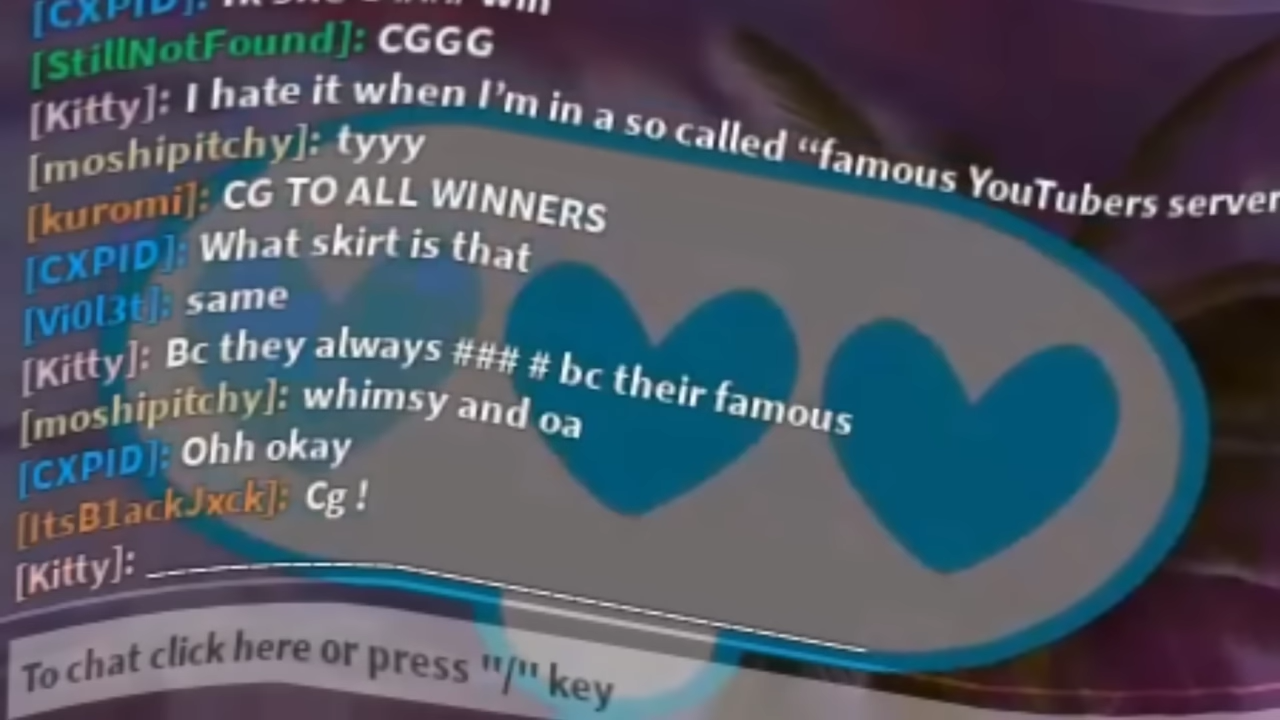 [CXPID]:
[StillNotFound]: CGGG
[Kitty]: I hate it when I'm in a so called “famous YouTubers server
[moshipitchy]: tyyy
[kuromi]: CG TO ALL WINNERS
[CXPID]: What skirt is that
[Vi0l3t]: same
[Kitty]: Bc they always ### # bc their famous
[moshipitchy]: whimsy and oa
[CXPID]: Ohh okay
[ItsB1ackJxck]: Cg !
[Kitty]:
To chat click here or press "/" key